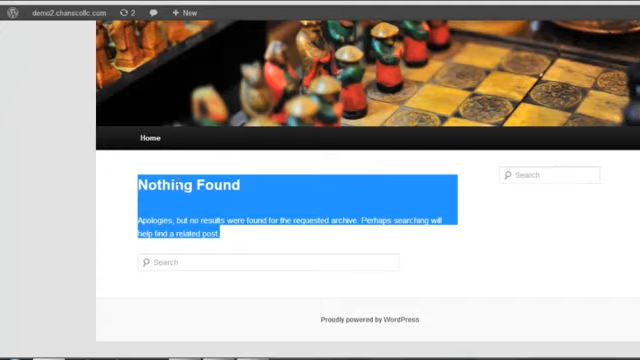 demo2.chanscollc.com 2 New
Home
Nothing Found
Search
Apologies, but no results were found for the requested archive. Perhaps searching will
help find a related post.
Search
Proudly powered by WordPress